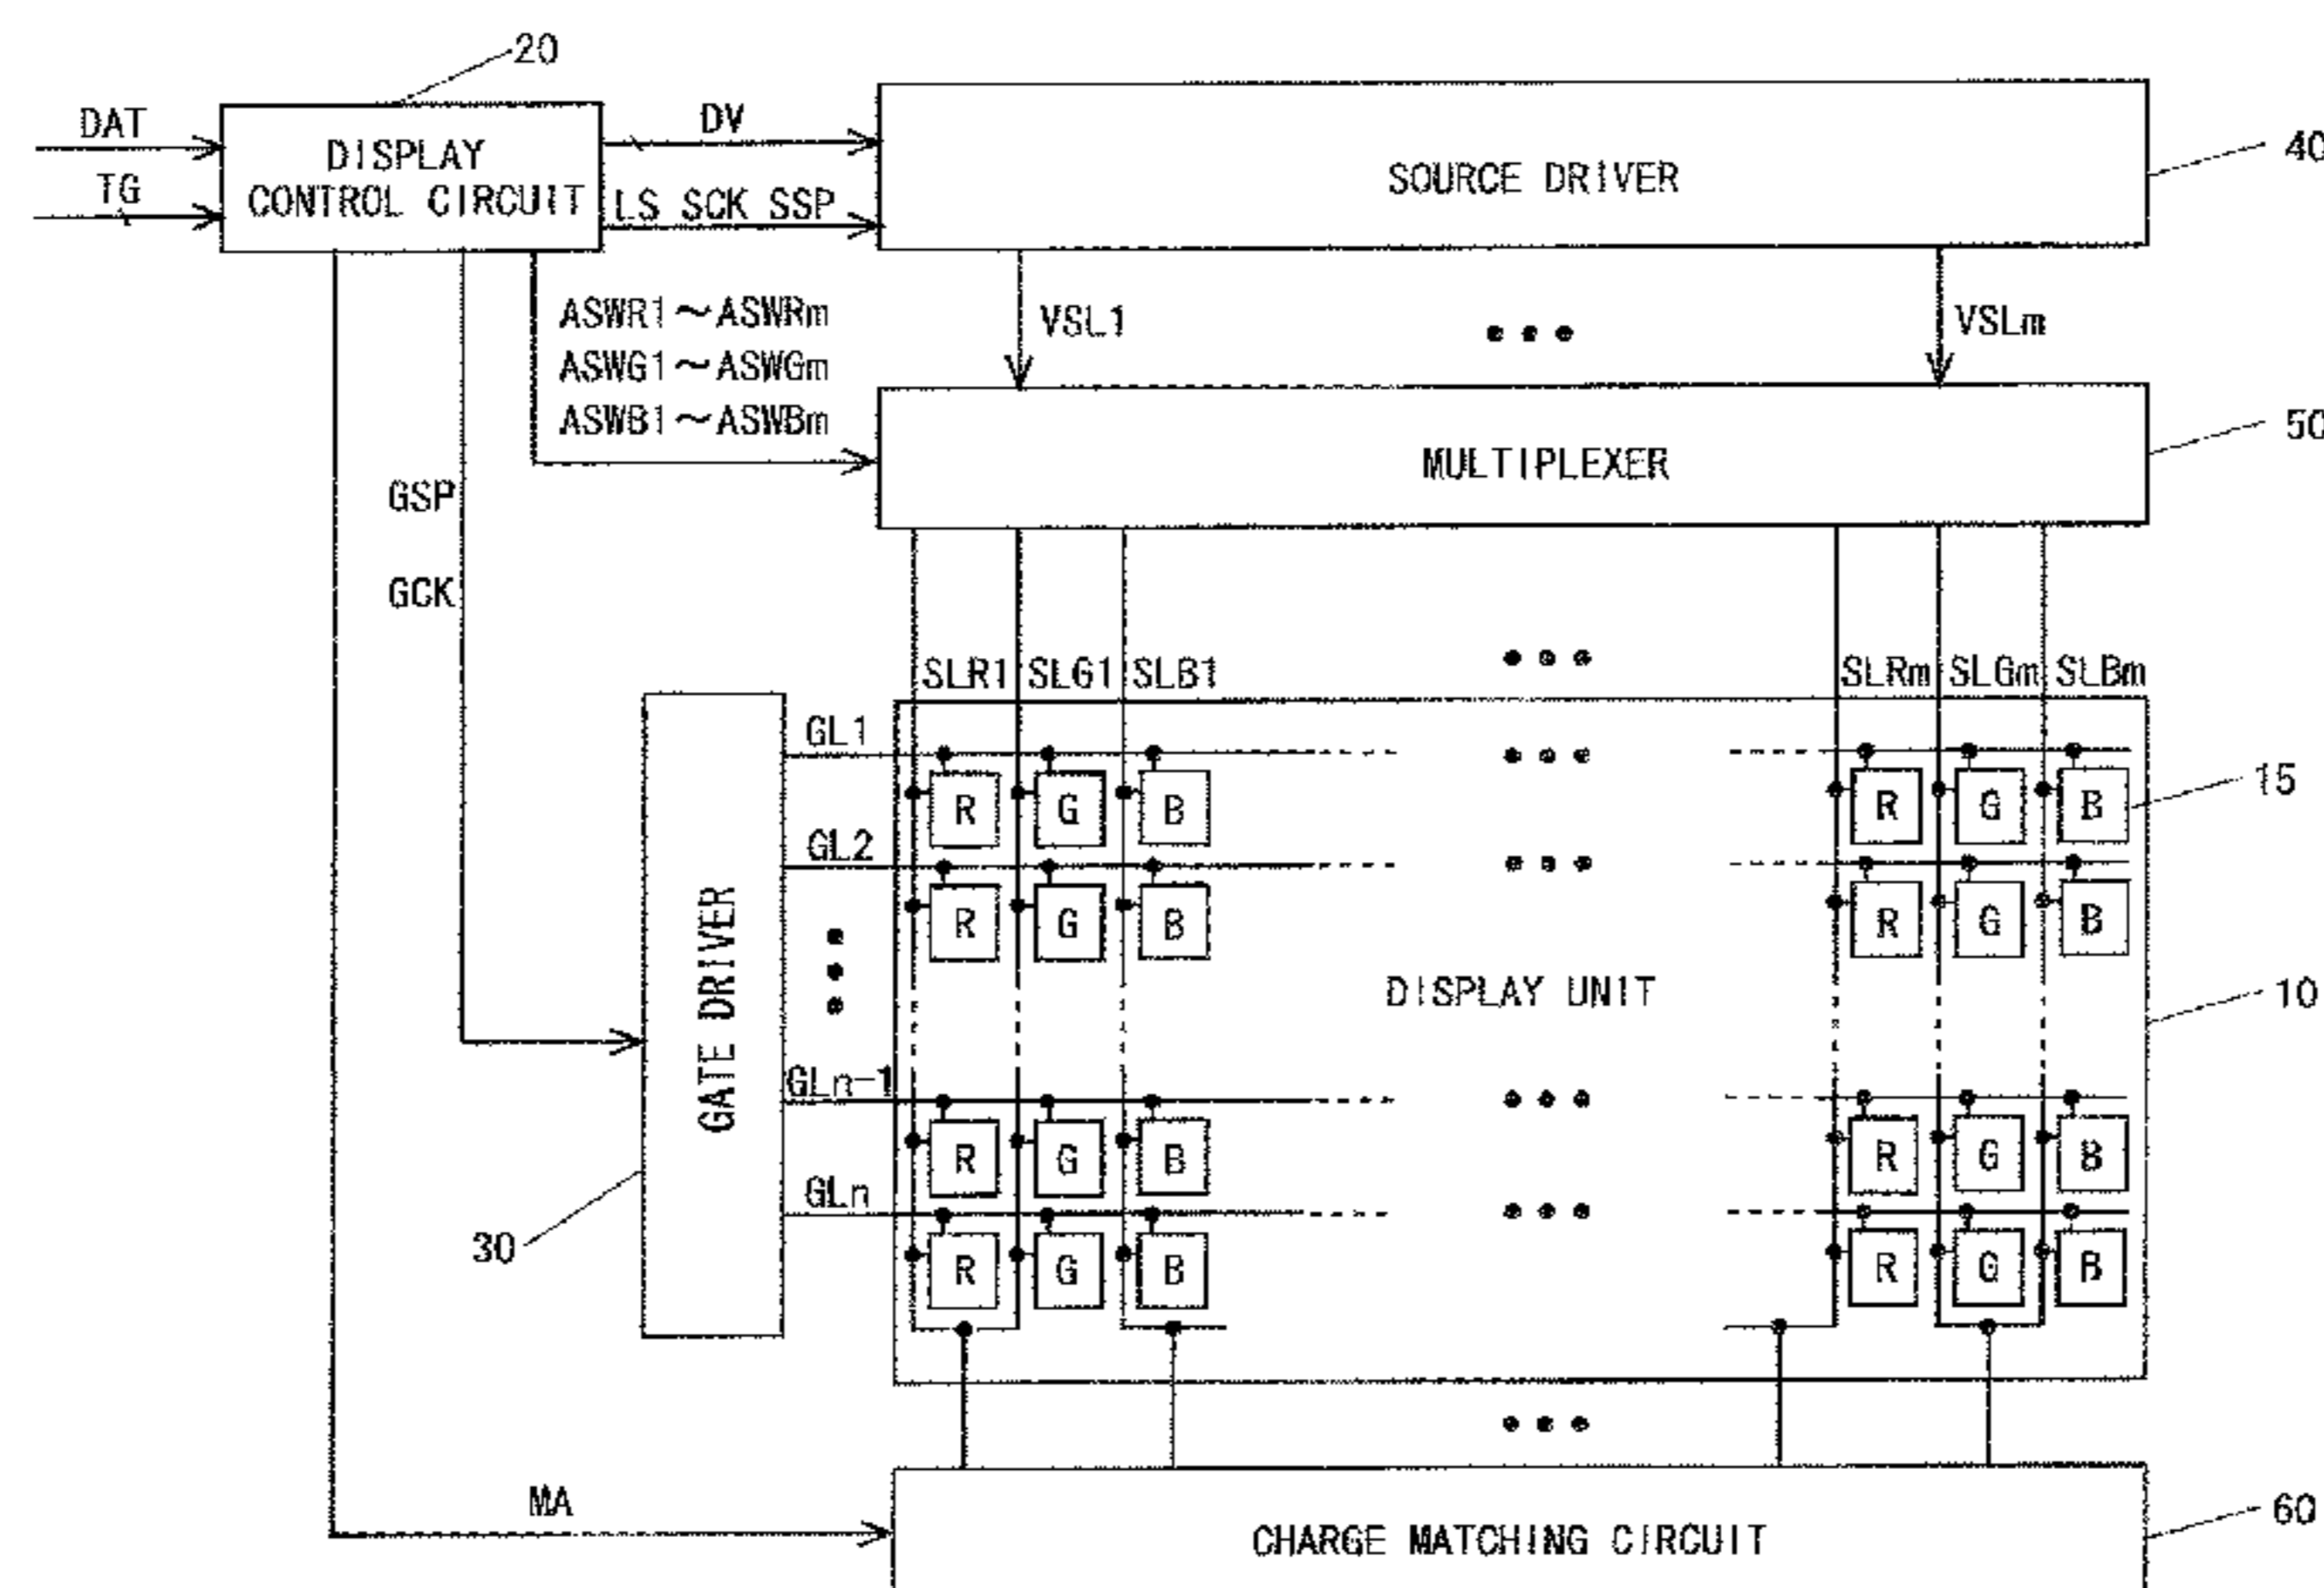 20
DAT
TG
DISPLAY
CONTROL CIRCUIT
DV
LS SCK SSP
SOURCE DRIVER
40
ASWR1~ASWRm
ASWG1~ASWGm
ASWB1~ASWBm
VSL1
VSLm
MULTIPLEXER
50
GSP
GCK
SLR1 SLG1 SLB1
SLRm SLGm SLBm
GL1
R G B R G B
15
GL2
R G B R G B
GATE DRIVER
DISPLAY UNIT
10
GLn-1
R G B R G B
GLn
R G B R G B
30
MA
CHARGE MATCHING CIRCUIT
60